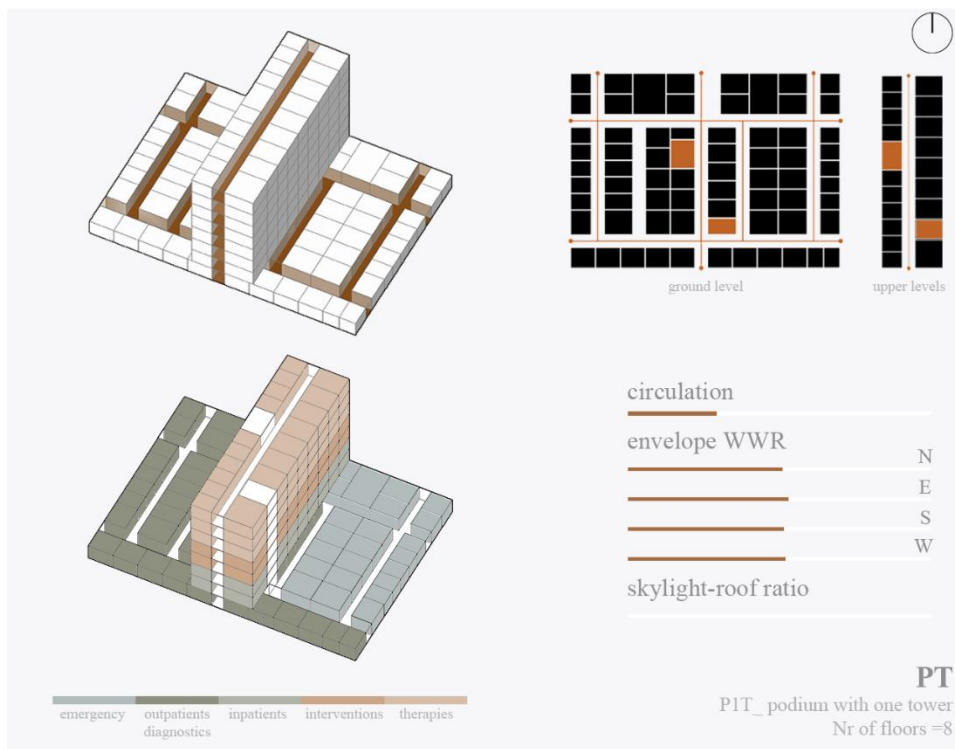 ground level
upper levels
circulation
envelope WWR
N
E
S
W
skylight-roof ratio
emergency
outpatients
diagnostics
inpatients
interventions
therapies
PT
P1T_ podium with one tower
Nr of floors =8